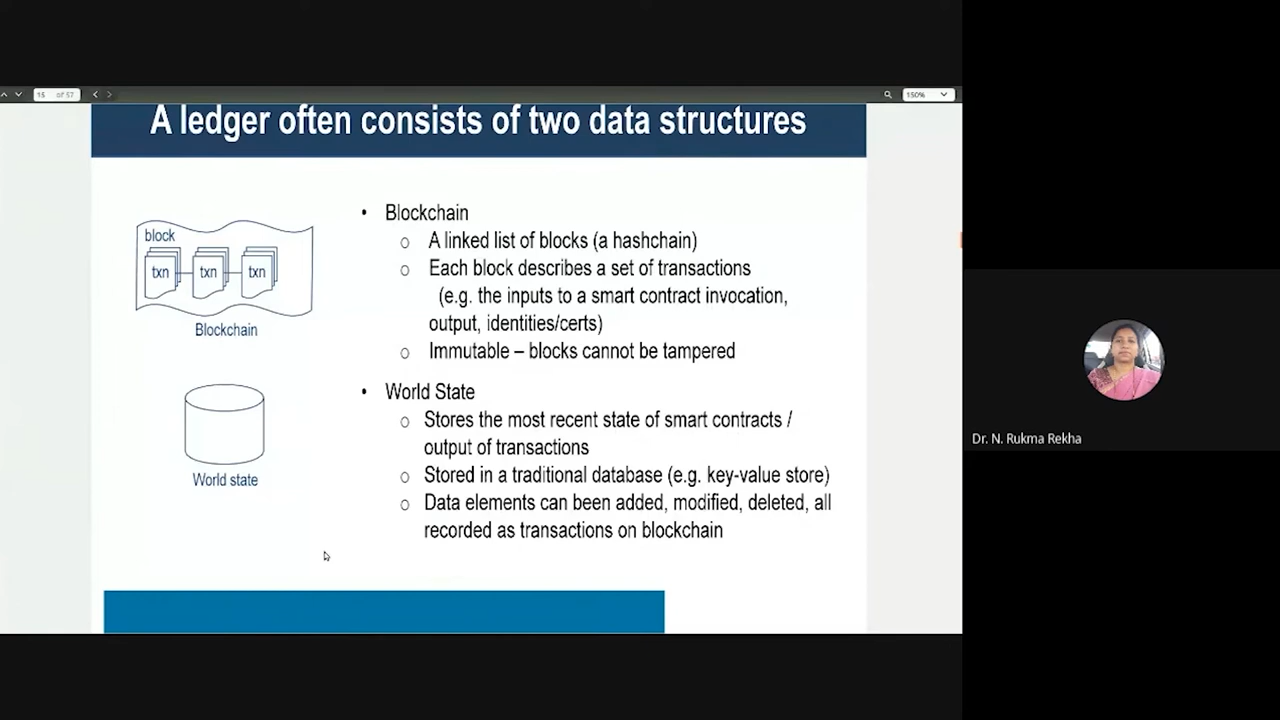 15 of 57
150%
A ledger often consists of two data structures
block
txn txn txn
Blockchain
World state
• Blockchain
o A linked list of blocks (a hashchain)
o Each block describes a set of transactions
(e.g. the inputs to a smart contract invocation,
output, identities/certs)
o Immutable – blocks cannot be tampered
• World State
o Stores the most recent state of smart contracts /
output of transactions
o Stored in a traditional database (e.g. key-value store)
o Data elements can been added, modified, deleted, all
recorded as transactions on blockchain
Dr. N. Rukma Rekha